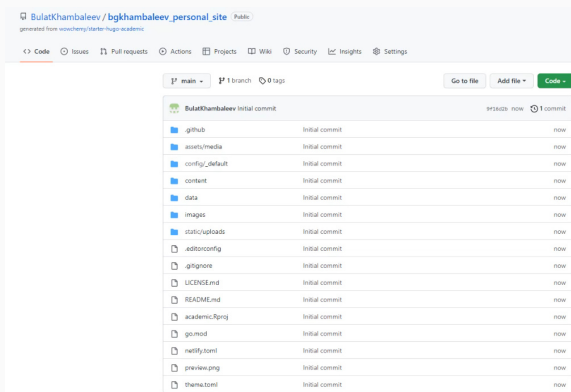 BulatKhambaleev / bgkhambaleev_personal_site Public
generated from wowchemy/starter-hugo-academic
Code Issues Pull requests Actions Projects Wiki Security Insights Settings
main 1 branch 0 tags Go to file Add file Code
BulatKhambaleev Initial commit now 1 commit
.github Initial commit now
assets/media Initial commit now
config/_default Initial commit now
content Initial commit now
data Initial commit now
images Initial commit now
static/uploads Initial commit now
.editorconfig Initial commit now
.gitignore Initial commit now
LICENSE.md Initial commit now
README.md Initial commit now
academic.Rproj Initial commit now
go.mod Initial commit now
netlify.toml Initial commit now
preview.png Initial commit now
theme.toml Initial commit now